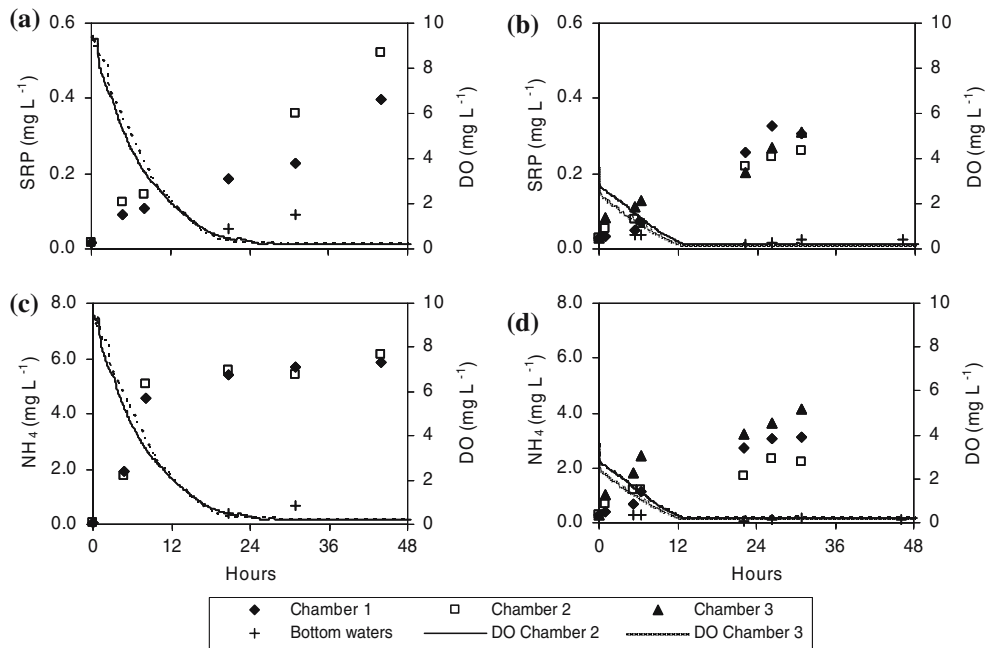 (a)
0.6
0.4
0.2
0.0
SRP (mg L-1)
10
8
6
4
2
0
DO (mg L-1)
(b)
0.6
0.4
0.2
0.0
SRP (mg L-1)
10
8
6
4
2
0
DO (mg L-1)
(c)
8.0
6.0
4.0
2.0
0.0
NH4 (mg L-1)
10
8
6
4
2
0
DO (mg L-1)
0 12 24 36 48
Hours
(d)
8.0
6.0
4.0
2.0
0.0
NH4 (mg L-1)
10
8
6
4
2
0
DO (mg L-1)
0 12 24 36 48
Hours
Chamber 1 Chamber 2 Chamber 3
Bottom waters DO Chamber 2 DO Chamber 3